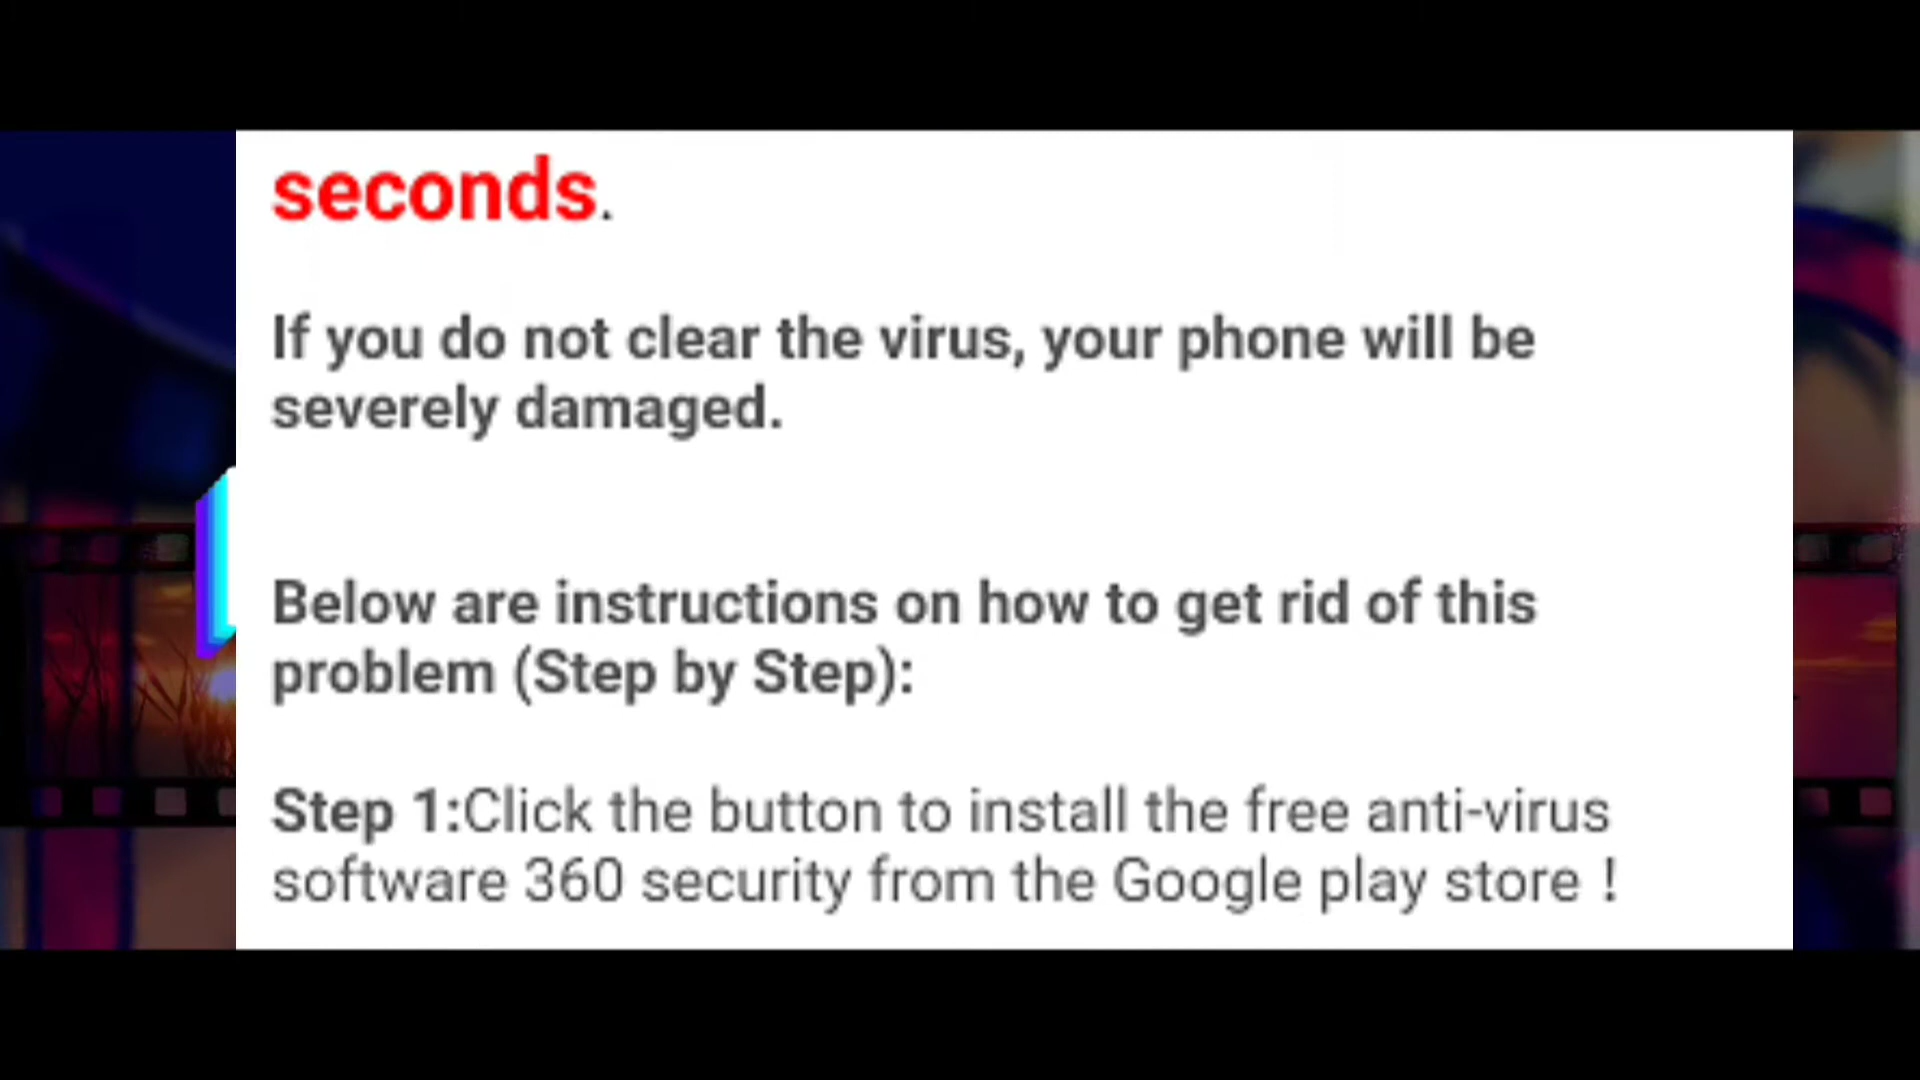 seconds.
If you do not clear the virus, your phone will be
severely damaged.
Below are instructions on how to get rid of this
problem (Step by Step):
Step 1:Click the button to install the free anti-virus
software 360 security from the Google play store !